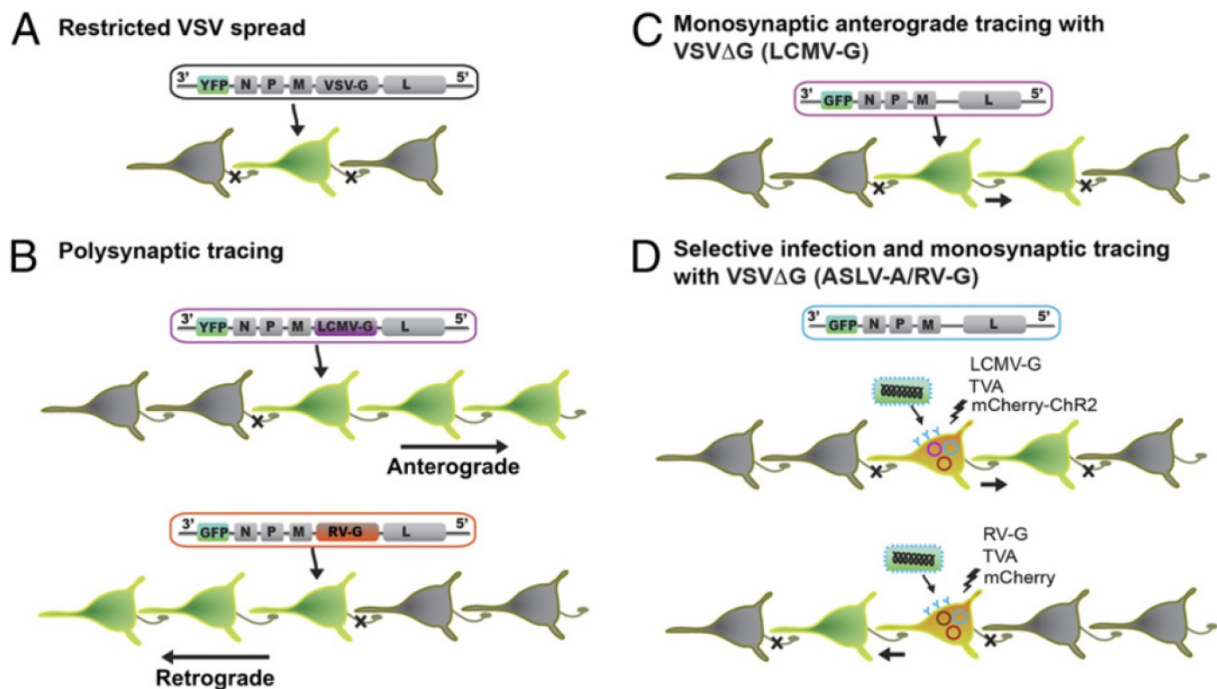 A Restricted VSV spread
3' YFP N P M VSV-G L 5'
B Polysynaptic tracing
3' YFP N P M LCMV-G L 5'
Anterograde
3' GFP N P M RV-G L 5'
Retrograde
C Monosynaptic anterograde tracing with
VSVΔG (LCMV-G)
3' GFP N P M L 5'
D Selective infection and monosynaptic tracing
with VSVΔG (ASLV-A/RV-G)
3' GFP N P M L 5'
LCMV-G
TVA
mCherry-ChR2
RV-G
TVA
mCherry